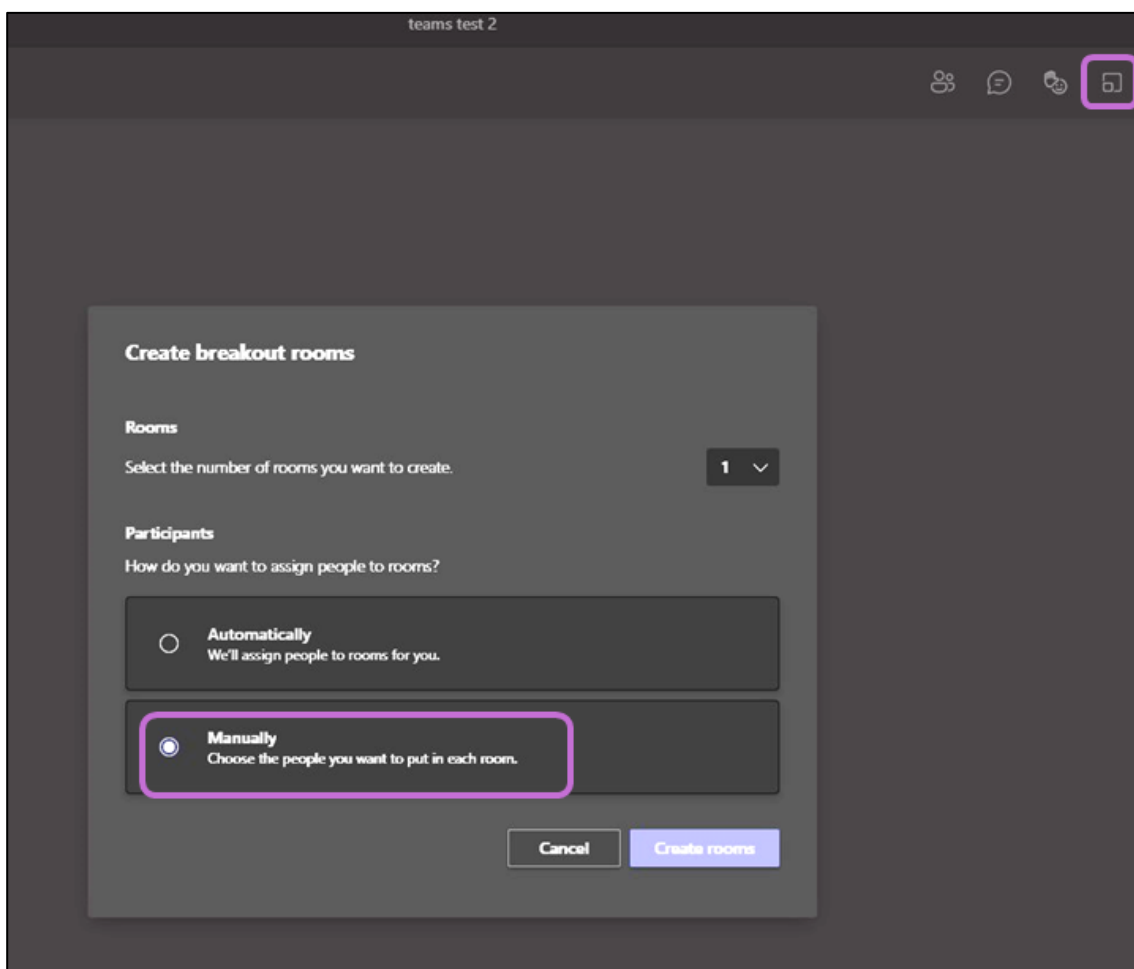 teams test 2
Create breakout rooms
Rooms
Select the number of rooms you want to create.
1
Participants
How do you want to assign people to rooms?
Automatically
We'll assign people to rooms for you.
Manually
Choose the people you want to put in each room.
Cancel
Create rooms